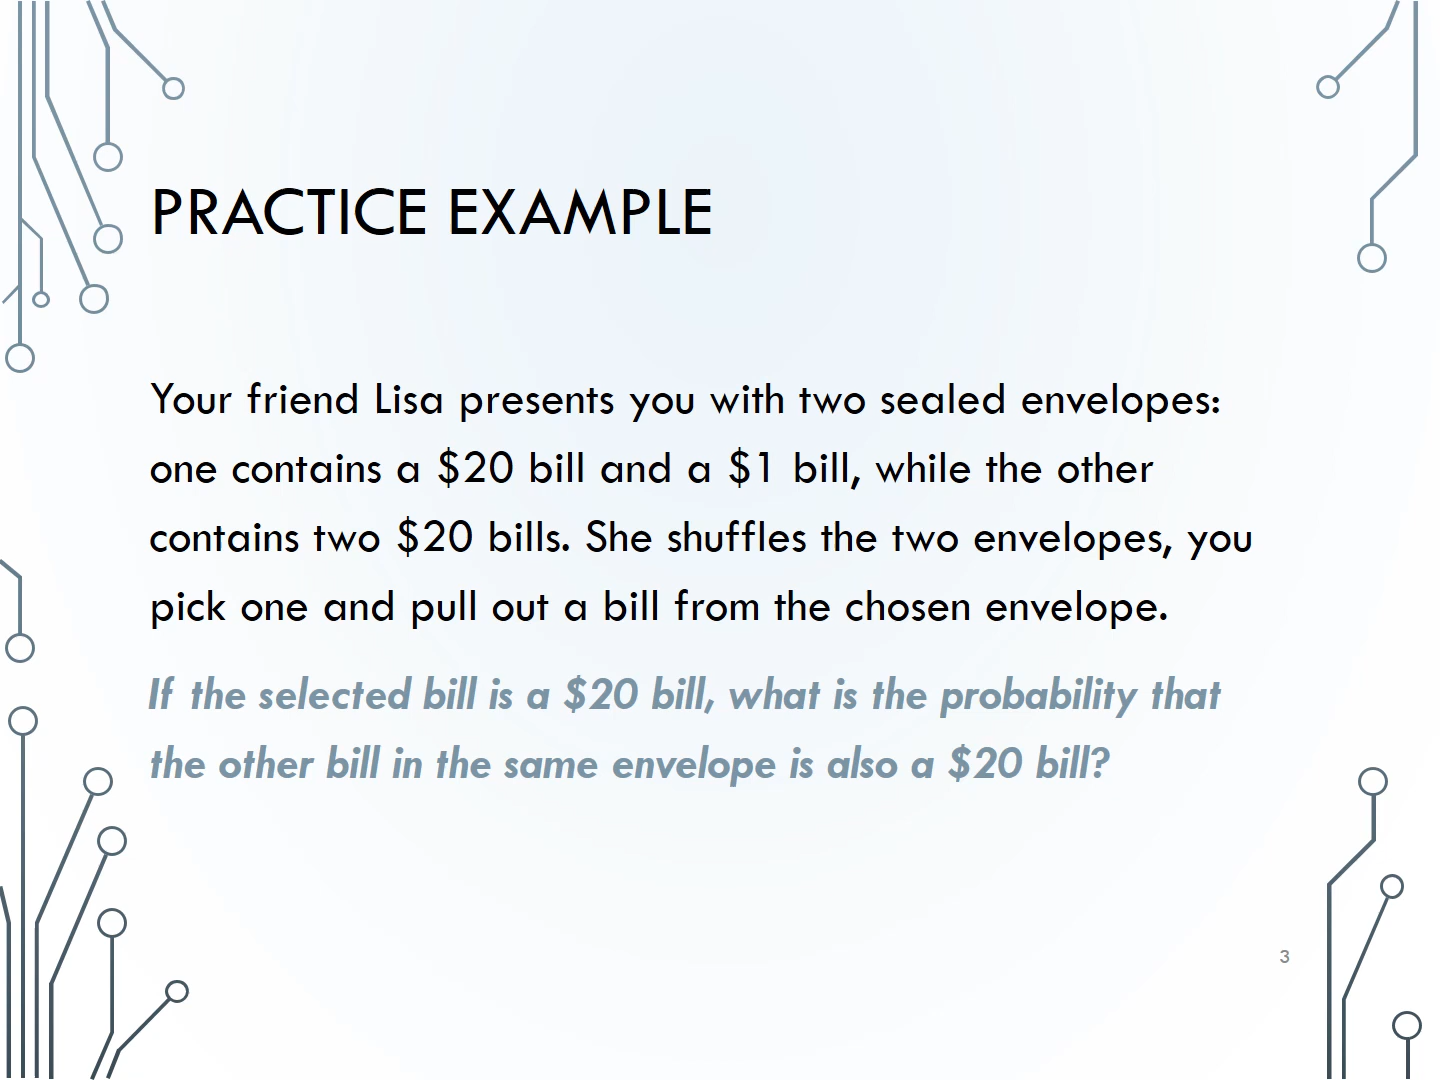 PRACTICE EXAMPLE
Your friend Lisa presents you with two sealed envelopes:
one contains a $20 bill and a $1 bill, while the other
contains two $20 bills. She shuffles the two envelopes, you
pick one and pull out a bill from the chosen envelope.
If the selected bill is a $20 bill, what is the probability that
the other bill in the same envelope is also a $20 bill?
3